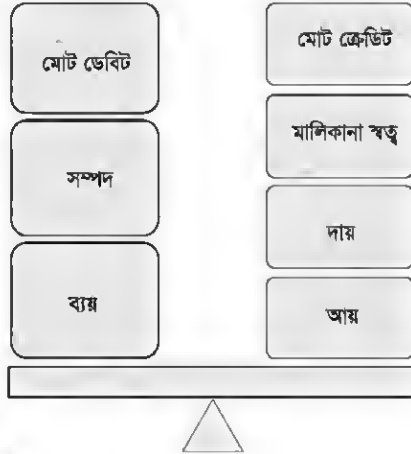 মোট ডেবিট
সম্পদ
ব্যয়
মোট ক্রেডিট
মালিকানা স্বত্ব
দায়
আয়